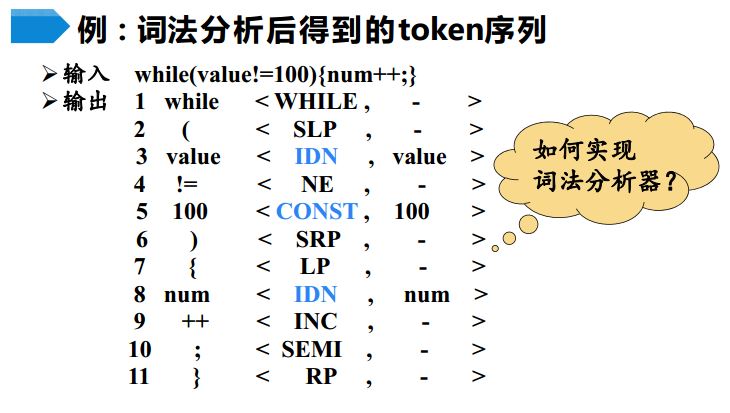 例：词法分析后得到的token序列
➢输入 while(value!=100){num++;}
➢输出 1 while < WHILE , - >
2 ( < SLP , - >
3 value < IDN , value >
4 != < NE , - >
5 100 < CONST , 100 >
6 ) < SRP , - >
7 { < LP , - >
8 num < IDN , num >
9 ++ < INC , - >
10 ; < SEMI , - >
11 } < RP , - >
如何实现
词法分析器？